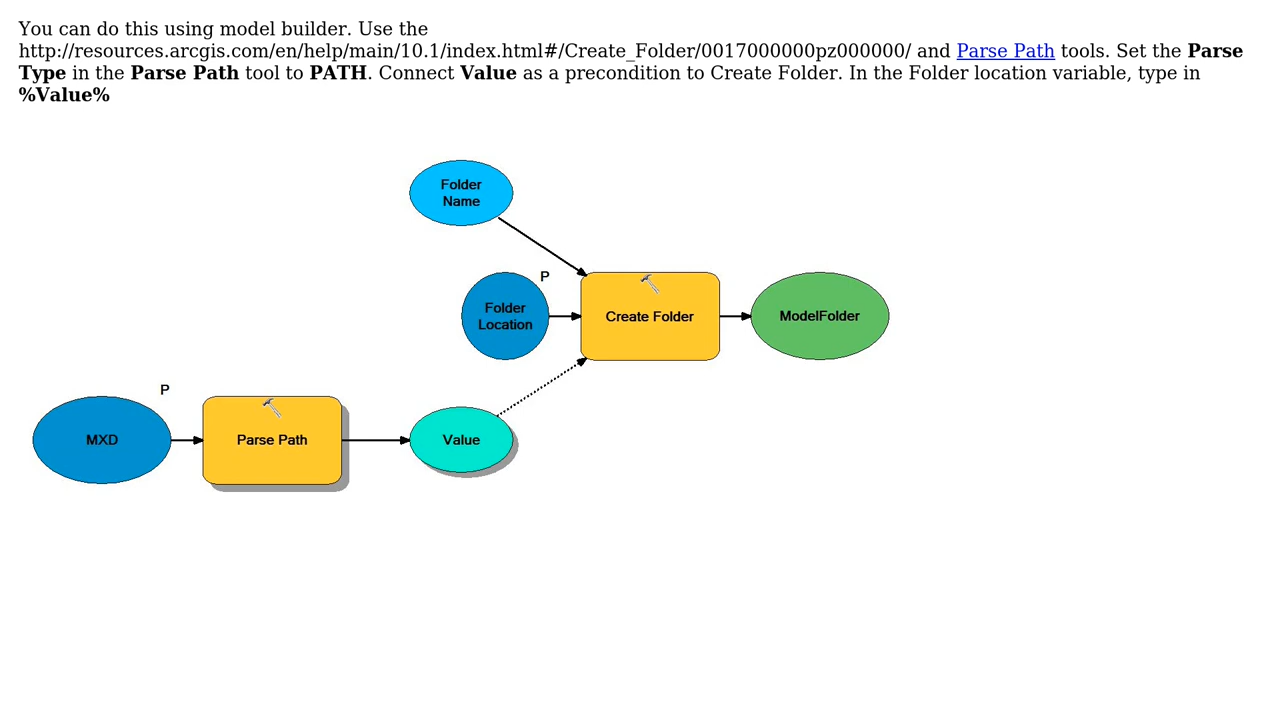 You can do this using model builder. Use the
http://resources.arcgis.com/en/help/main/10.1/index.html#/Create_Folder/0017000000pz000000/ and Parse Path tools. Set the Parse
Type in the Parse Path tool to PATH. Connect Value as a precondition to Create Folder. In the Folder location variable, type in
%Value%
Folder
Name
P
Folder
Location
Create Folder
ModelFolder
P
MXD
Parse Path
Value